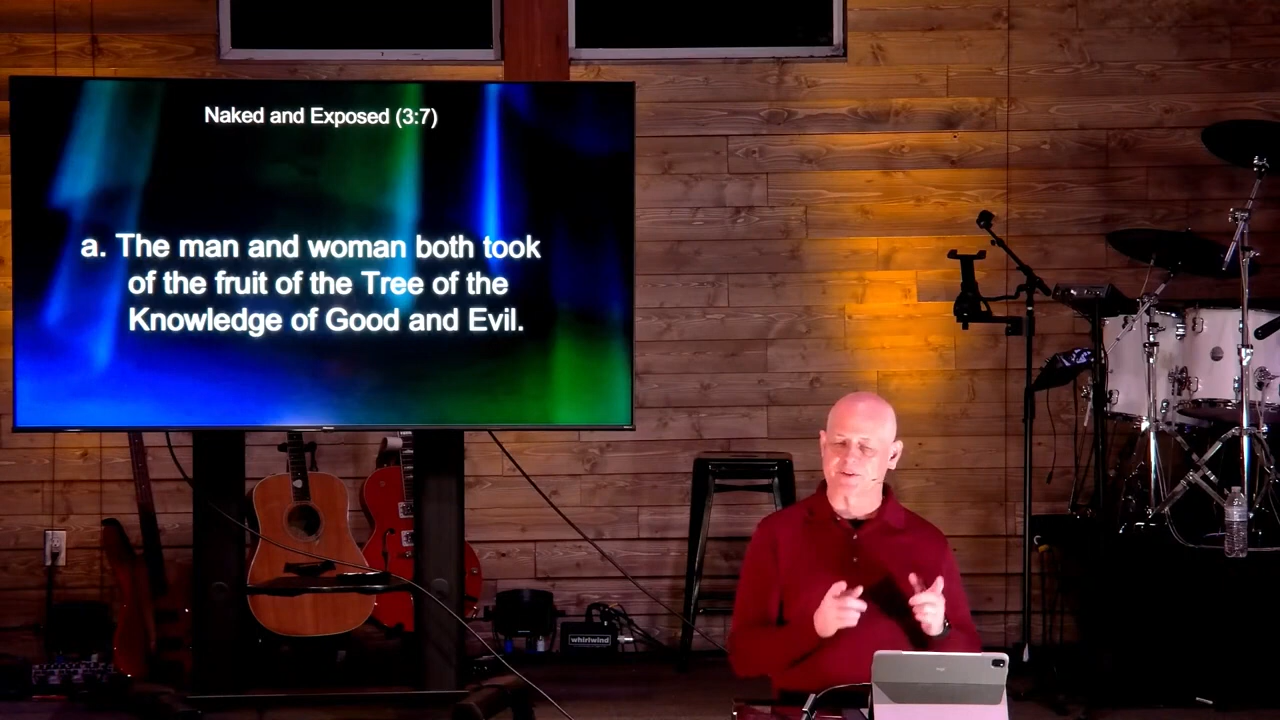 Naked and Exposed (3:7)
a. The man and woman both took
of the fruit of the Tree of the
Knowledge of Good and Evil.
whirlwind